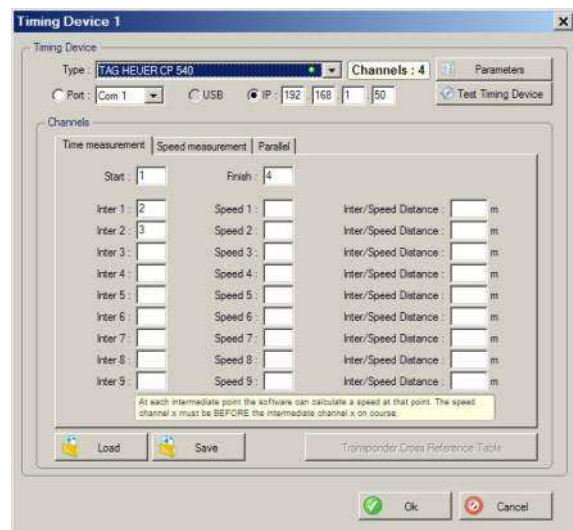 Timing Device 1
Timing Device
Type : TAG HEUER CP 540 Channels : 4 Parameters
Port : Com 1 USB IP : 192 . 168 . 1 . 50 Test Timing Device
Channels
Time measurement Speed measurement Parallel
Start : 1 Finish : 4
Inter 1 : 2 Speed 1 : Inter/Speed Distance : m
Inter 2 : 3 Speed 2 : Inter/Speed Distance : m
Inter 3 : Speed 3 : Inter/Speed Distance : m
Inter 4 : Speed 4 : Inter/Speed Distance : m
Inter 5 : Speed 5 : Inter/Speed Distance : m
Inter 6 : Speed 6 : Inter/Speed Distance : m
Inter 7 : Speed 7 : Inter/Speed Distance : m
Inter 8 : Speed 8 : Inter/Speed Distance : m
Inter 9 : Speed 9 : Inter/Speed Distance : m
At each intermediate point the software can calculate a speed at that point. The speed
channel x must be BEFORE the intermediate channel x on course.
Load Save Transponder Cross Reference Table
Ok Cancel